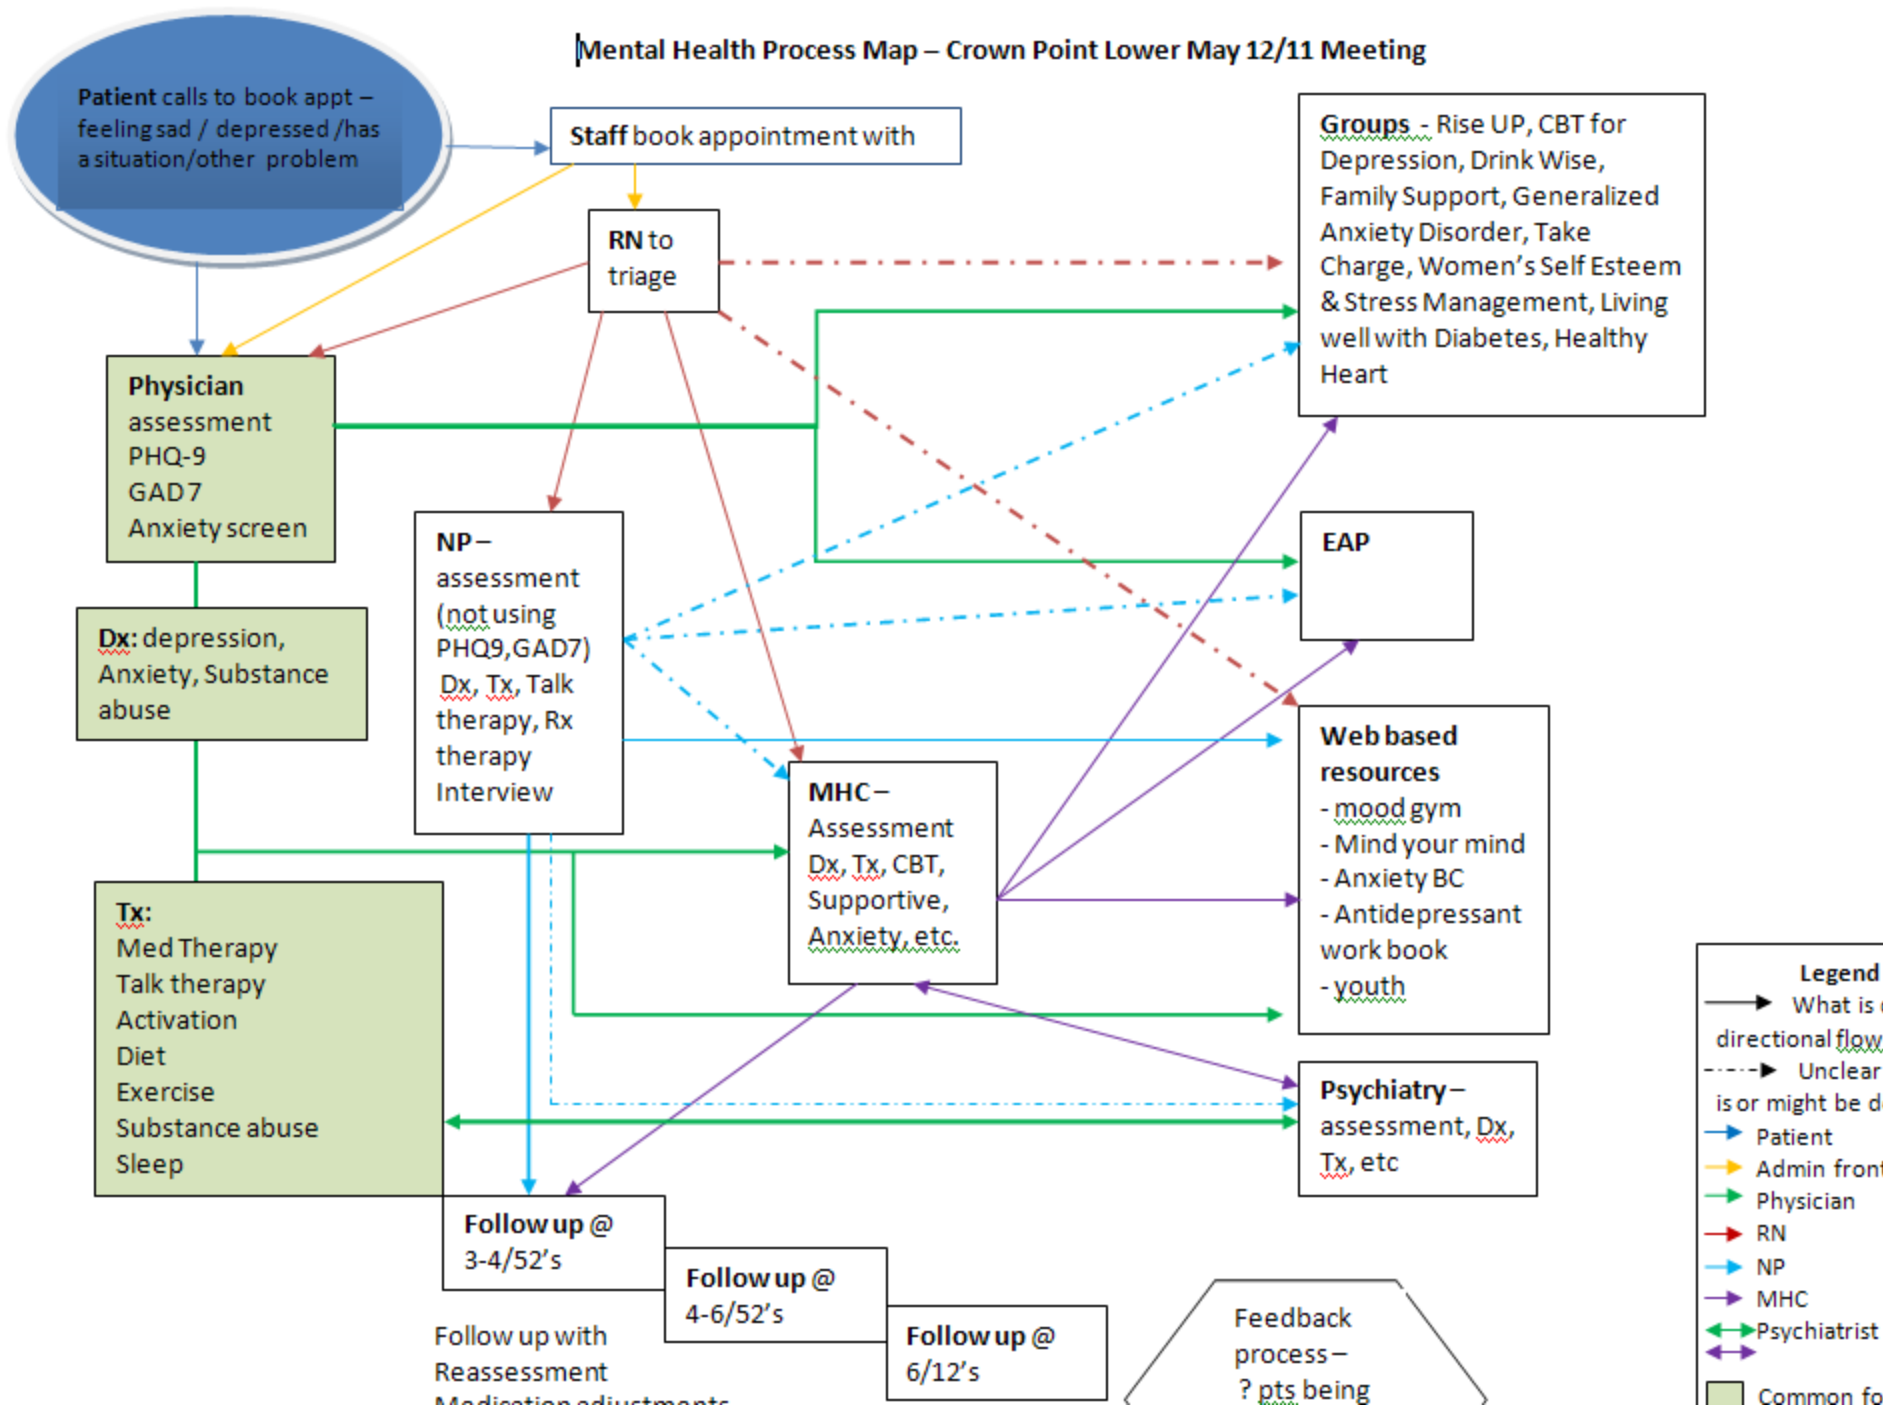 Mental Health Process Map – Crown Point Lower May 12/11 Meeting
Patient calls to book appt –
feeling sad / depressed /has
a situation/other problem
Staff book appointment with
RN to
triage
Groups - Rise UP, CBT for
Depression, Drink Wise,
Family Support, Generalized
Anxiety Disorder, Take
Charge, Women's Self Esteem
& Stress Management, Living
well with Diabetes, Healthy
Heart
Physician
assessment
PHQ-9
GAD7
Anxiety screen
NP –
assessment
(not using
PHQ9,GAD7)
Dx, Tx, Talk
therapy, Rx
therapy
Interview
EAP
Dx: depression,
Anxiety, Substance
abuse
MHC –
Assessment
Dx, Tx, CBT,
Supportive,
Anxiety, etc.
Web based
resources
- mood gym
- Mind your mind
- Anxiety BC
- Antidepressant
work book
- youth
Tx:
Med Therapy
Talk therapy
Activation
Diet
Exercise
Substance abuse
Sleep
Psychiatry –
assessment, Dx,
Tx, etc
Follow up @
3-4/52's
Follow up @
4-6/52's
Follow up @
6/12's
Follow up with
Reassessment
Medication adjustments
Feedback
process –
? pts being
Legend
What is
directional flow
Unclear
is or might be
Patient
Admin front
Physician
RN
NP
MHC
Psychiatrist
Common